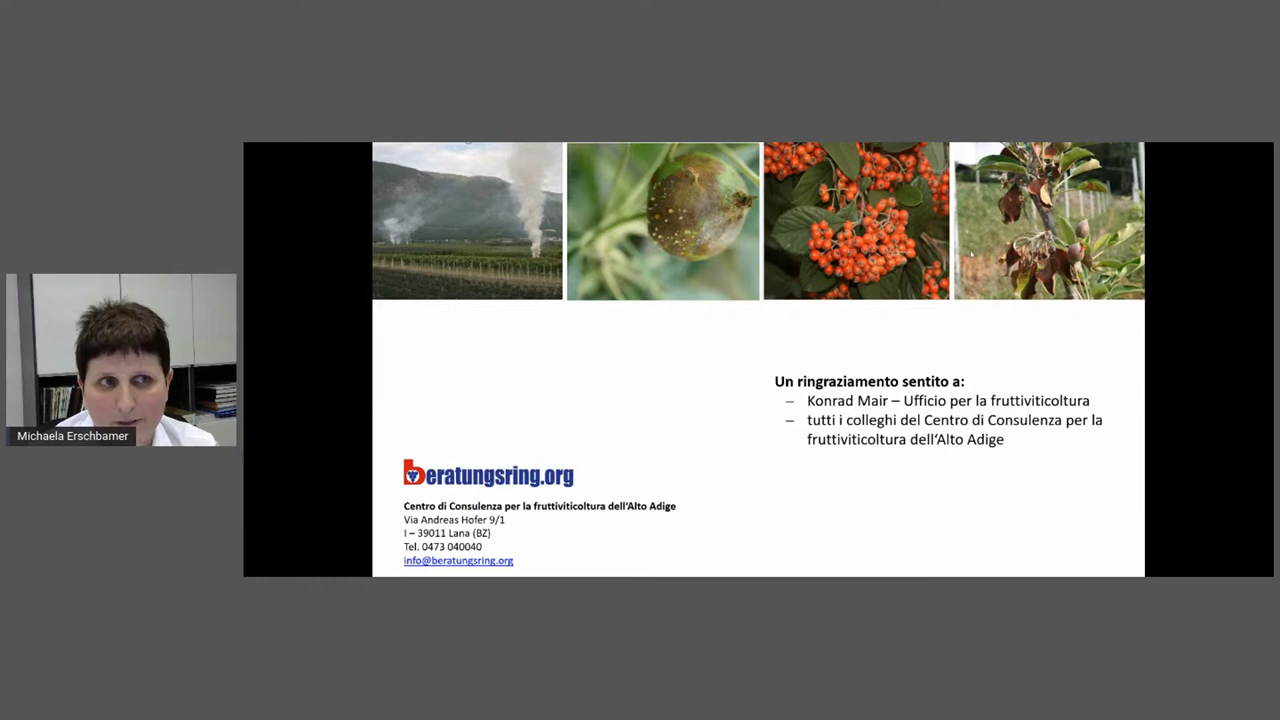 Michaela Erschbamer
Un ringraziamento sentito a:
– Konrad Mair – Ufficio per la fruttiviticoltura
– tutti i colleghi del Centro di Consulenza per la
fruttiviticoltura dell‘Alto Adige
beratungsring.org
Centro di Consulenza per la fruttiviticoltura dell‘Alto Adige
Via Andreas Hofer 9/1
I – 39011 Lana (BZ)
Tel. 0473 040040
info@beratungsring.org